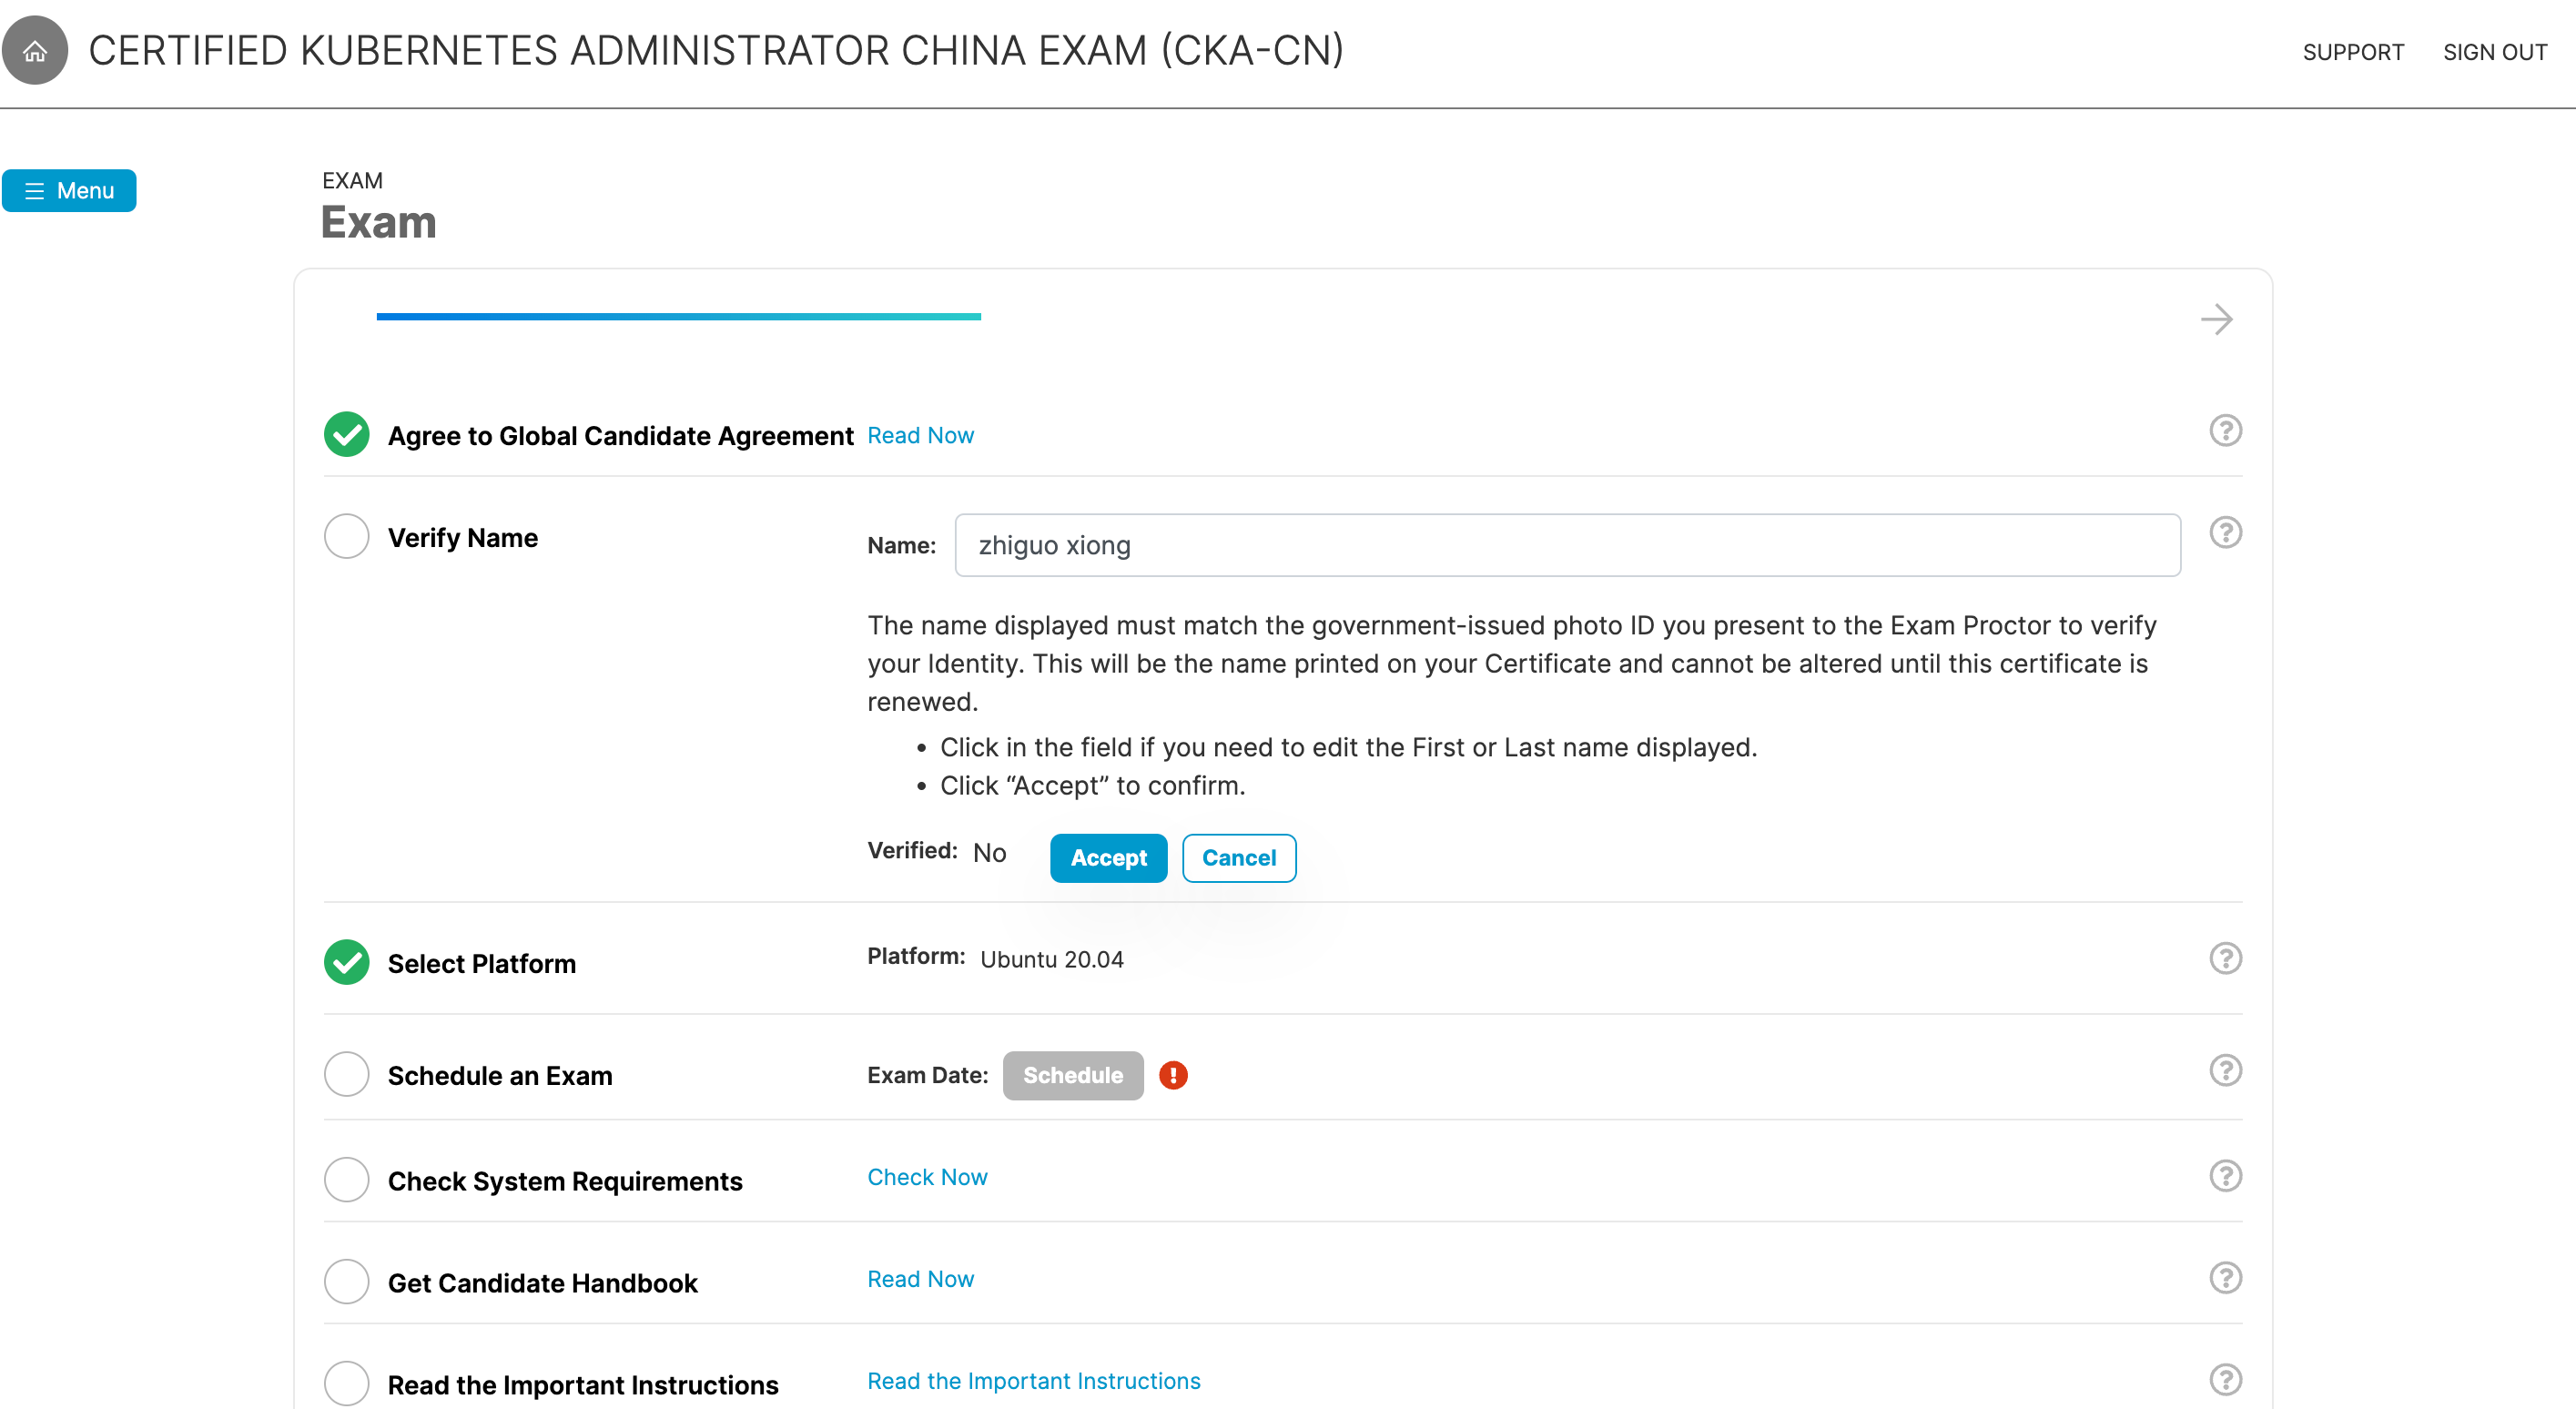 CERTIFIED KUBERNETES ADMINISTRATOR CHINA EXAM (CKA-CN)
SUPPORT
SIGN OUT
Menu
EXAM
Exam
Agree to Global Candidate Agreement Read Now
Verify Name
Name: zhiguo xiong
The name displayed must match the government-issued photo ID you present to the Exam Proctor to verify
your Identity. This will be the name printed on your Certificate and cannot be altered until this certificate is
renewed.
• Click in the field if you need to edit the First or Last name displayed.
• Click “Accept” to confirm.
Verified: No Accept Cancel
Select Platform Platform: Ubuntu 20.04
Schedule an Exam Exam Date: Schedule
Check System Requirements Check Now
Get Candidate Handbook Read Now
Read the Important Instructions Read the Important Instructions